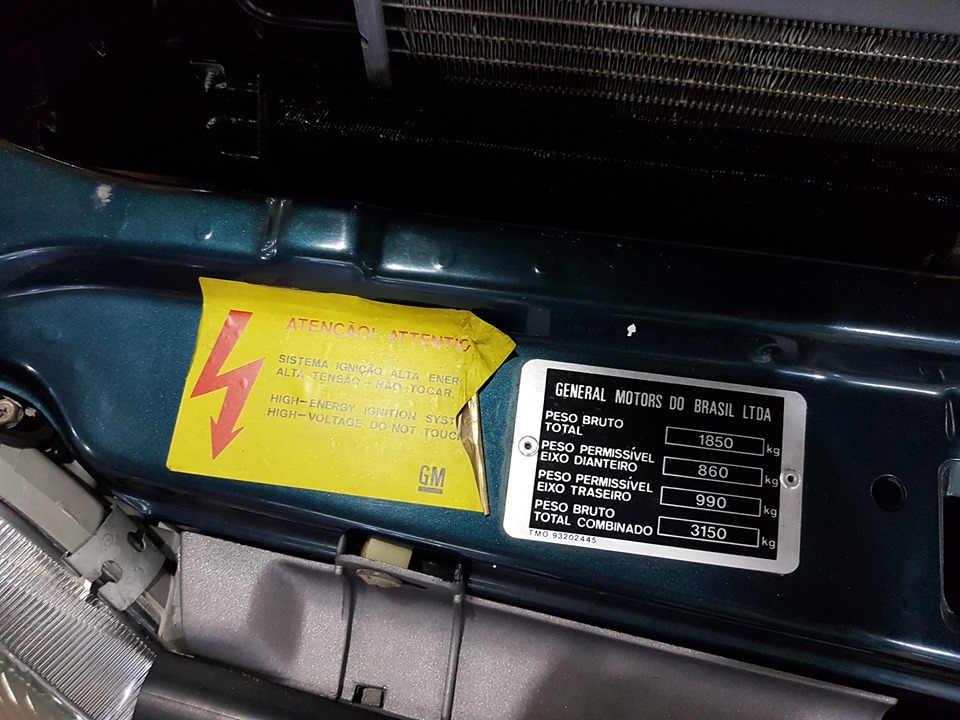 ATENÇÃO! ATTENTIO
SISTEMA IGNIÇÃO ALTA ENER
ALTA TENSÃO - NÃO TOCAR.
HIGH-ENERGY IGNITION SYST
HIGH-VOLTAGE DO NOT TOUC
GM
GENERAL MOTORS DO BRASIL LTDA
PESO BRUTO
TOTAL 1850 kg
PESO PERMISSÍVEL
EIXO DIANTEIRO 860 kg
PESO PERMISSÍVEL
EIXO TRASEIRO 990 kg
PESO BRUTO
TOTAL COMBINADO 3150 kg
TMO 93202445